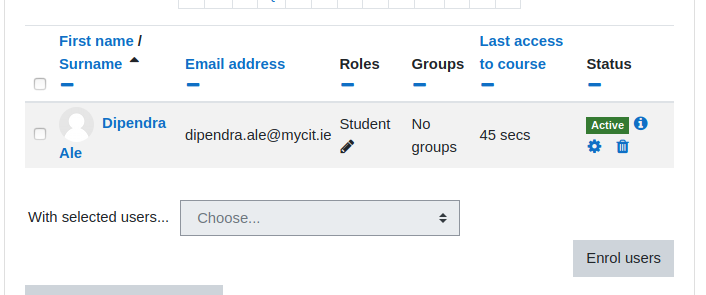 First name / Surname
Email address
Roles
Groups
Last access to course
Status
Dipendra Ale
dipendra.ale@mycit.ie
Student
No groups
45 secs
Active
With selected users...
Choose...
Enrol users